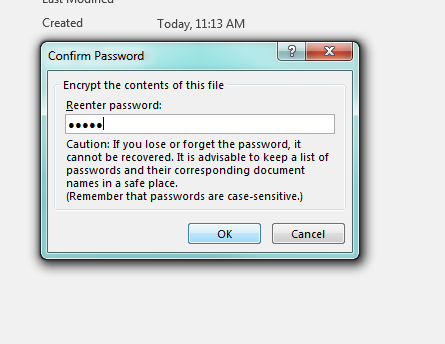 Last Modified
Created Today, 11:13 AM
Confirm Password
?
Encrypt the contents of this file
Reenter password:
●●●●●
Caution: If you lose or forget the password, it
cannot be recovered. It is advisable to keep a list of
passwords and their corresponding document
names in a safe place.
(Remember that passwords are case-sensitive.)
OK Cancel